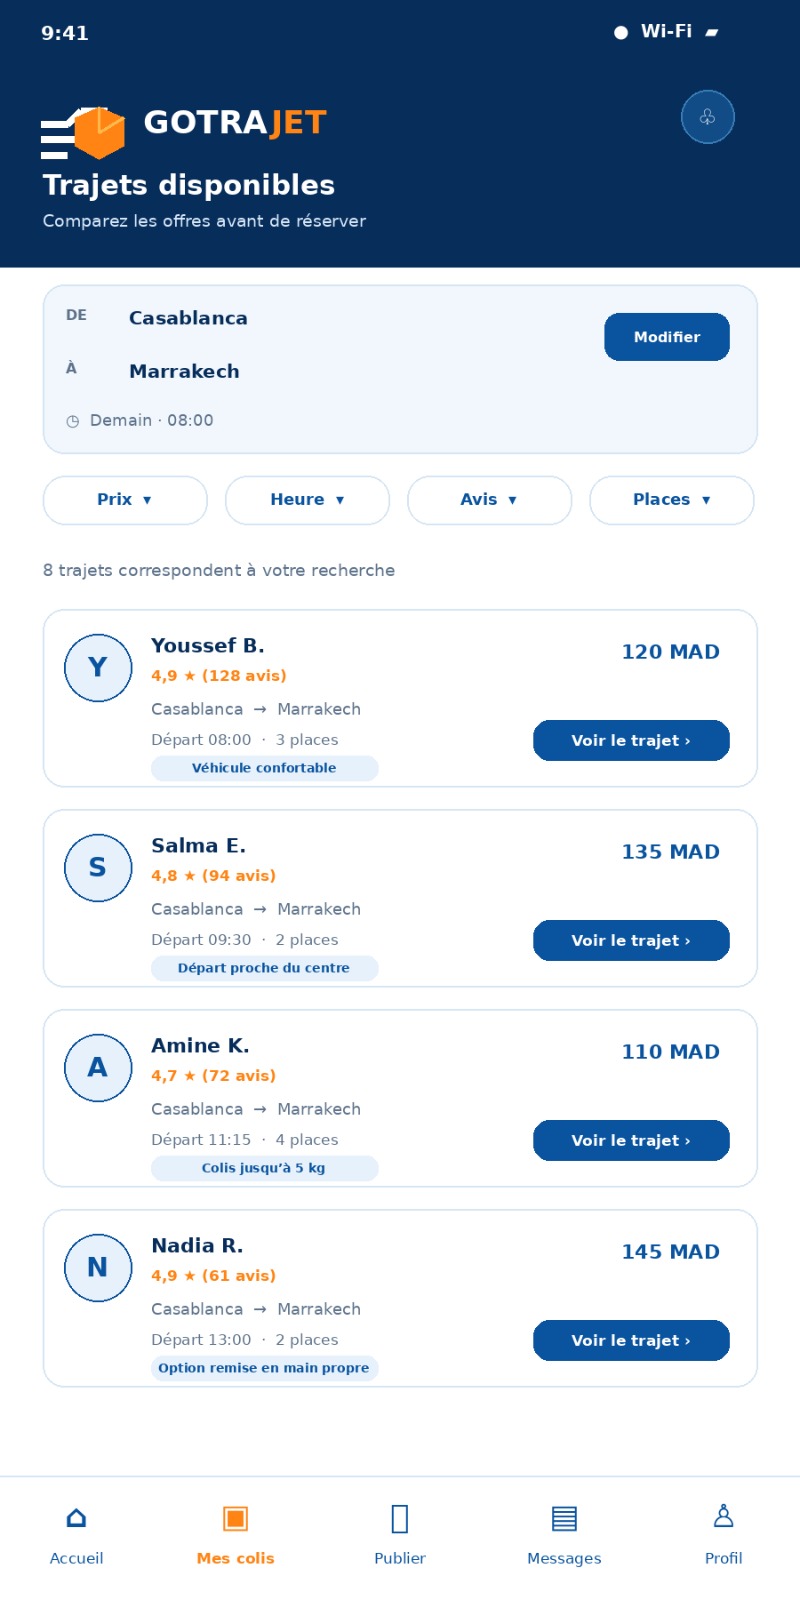 9:41
Wi-Fi
GOTRAJET
Trajets disponibles
Comparez les offres avant de réserver
DE Casablanca
Modifier
À Marrakech
Demain · 08:00
Prix ▼ Heure ▼ Avis ▼ Places ▼
8 trajets correspondent à votre recherche
Y
Youssef B.
120 MAD
4,9 ★ (128 avis)
Casablanca → Marrakech
Départ 08:00 · 3 places
Voir le trajet ›
Véhicule confortable
S
Salma E.
135 MAD
4,8 ★ (94 avis)
Casablanca → Marrakech
Départ 09:30 · 2 places
Voir le trajet ›
Départ proche du centre
A
Amine K.
110 MAD
4,7 ★ (72 avis)
Casablanca → Marrakech
Départ 11:15 · 4 places
Voir le trajet ›
Colis jusqu’à 5 kg
N
Nadia R.
145 MAD
4,9 ★ (61 avis)
Casablanca → Marrakech
Départ 13:00 · 2 places
Voir le trajet ›
Option remise en main propre
Accueil Mes colis Publier Messages Profil